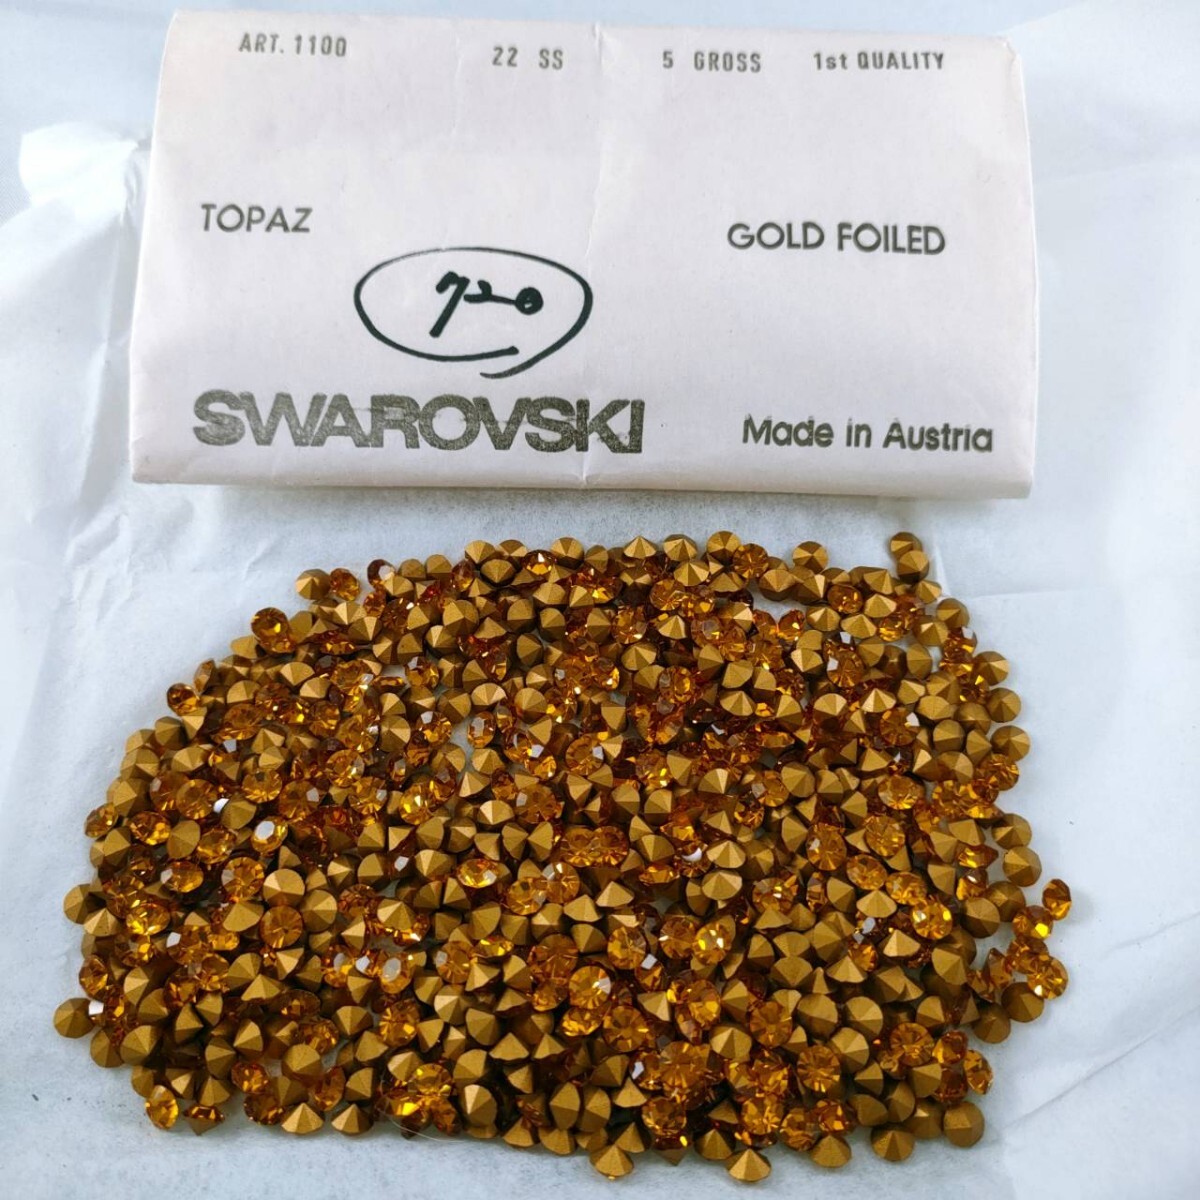 ART. 1100 22 SS 5 GROSS 1st QUALITY
TOPAZ GOLD FOILED
720
SWAROVSKI Made in Austria